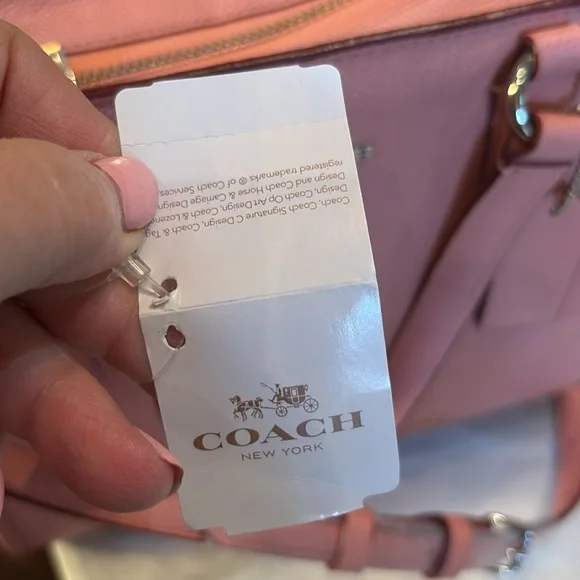 Coach, Coach Signature C Design, Coach & Tag
Design, Coach Op Art Design, Coach & Lozen
Design and Coach Horse & Carriage Design
registered trademarks ® of Coach Services,
COACH
NEW YORK